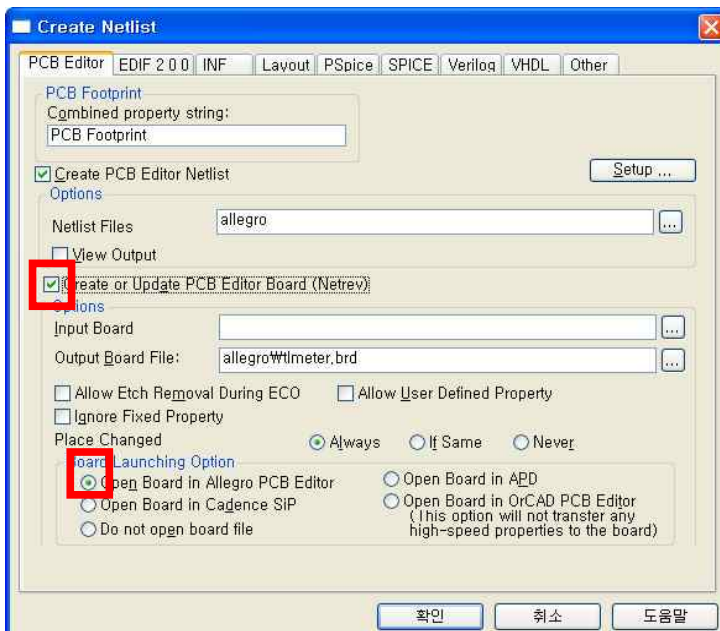 Create Netlist
PCB Editor EDIF 2 0 0 INF Layout PSpice SPICE Verilog VHDL Other
PCB Footprint
Combined property string:
PCB Footprint
Create PCB Editor Netlist
Setup ...
Options
Netlist Files allegro ...
View Output
Create or Update PCB Editor Board (Netrev)
Options
Input Board ...
Output Board File: allegro₩tlmeter.brd ...
Allow Etch Removal During ECO Allow User Defined Property
Ignore Fixed Property
Place Changed Always If Same Never
Board Launching Option
Open Board in Allegro PCB Editor Open Board in APD
Open Board in Cadence SiP Open Board in OrCAD PCB Editor
(This option will not transfer any
Do not open board file high-speed properties to the board)
확인 취소 도움말